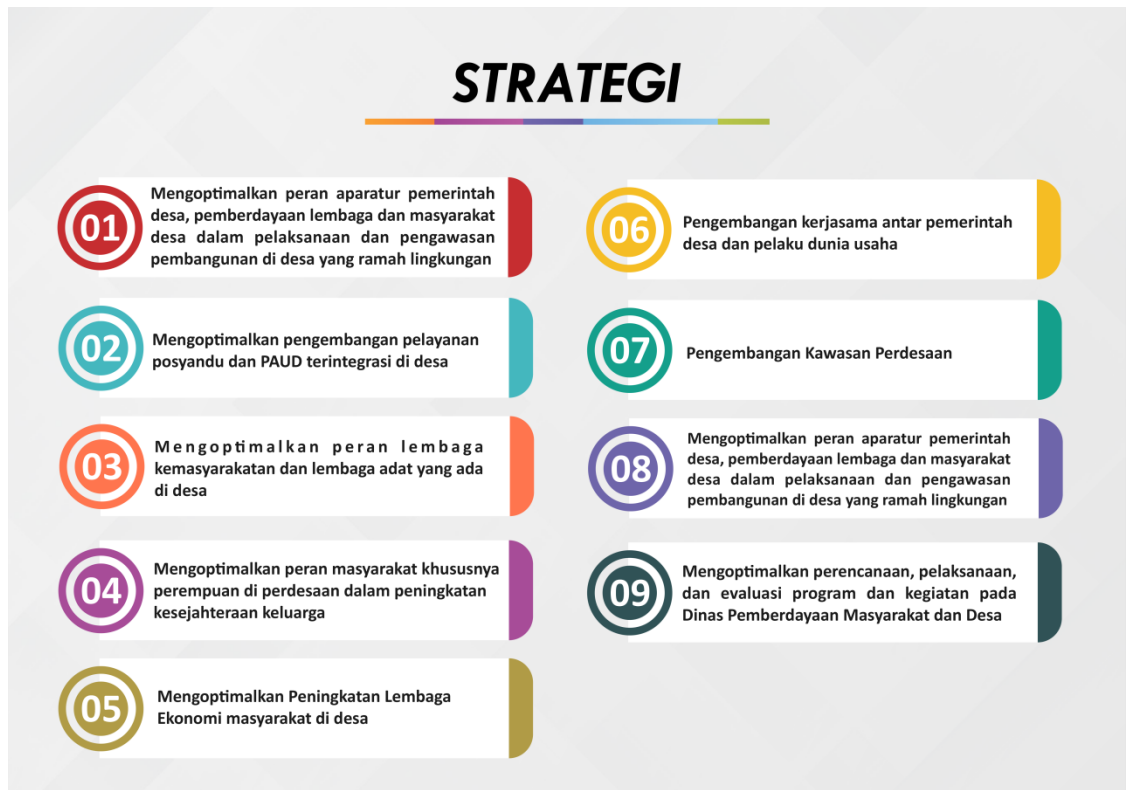 STRATEGI
01
Mengoptimalkan peran aparatur pemerintah
desa, pemberdayaan lembaga dan masyarakat
desa dalam pelaksanaan dan pengawasan
pembangunan di desa yang ramah lingkungan
02
Mengoptimalkan pengembangan pelayanan
posyandu dan PAUD terintegrasi di desa
03
Mengoptimalkan peran lembaga
kemasyarakatan dan lembaga adat yang ada
di desa
04
Mengoptimalkan peran masyarakat khususnya
perempuan di perdesaan dalam peningkatan
kesejahteraan keluarga
05
Mengoptimalkan Peningkatan Lembaga
Ekonomi masyarakat di desa
06
Pengembangan kerjasama antar pemerintah
desa dan pelaku dunia usaha
07
Pengembangan Kawasan Perdesaan
08
Mengoptimalkan peran aparatur pemerintah
desa, pemberdayaan lembaga dan masyarakat
desa dalam pelaksanaan dan pengawasan
pembangunan di desa yang ramah lingkungan
09
Mengoptimalkan perencanaan, pelaksanaan,
dan evaluasi program dan kegiatan pada
Dinas Pemberdayaan Masyarakat dan Desa